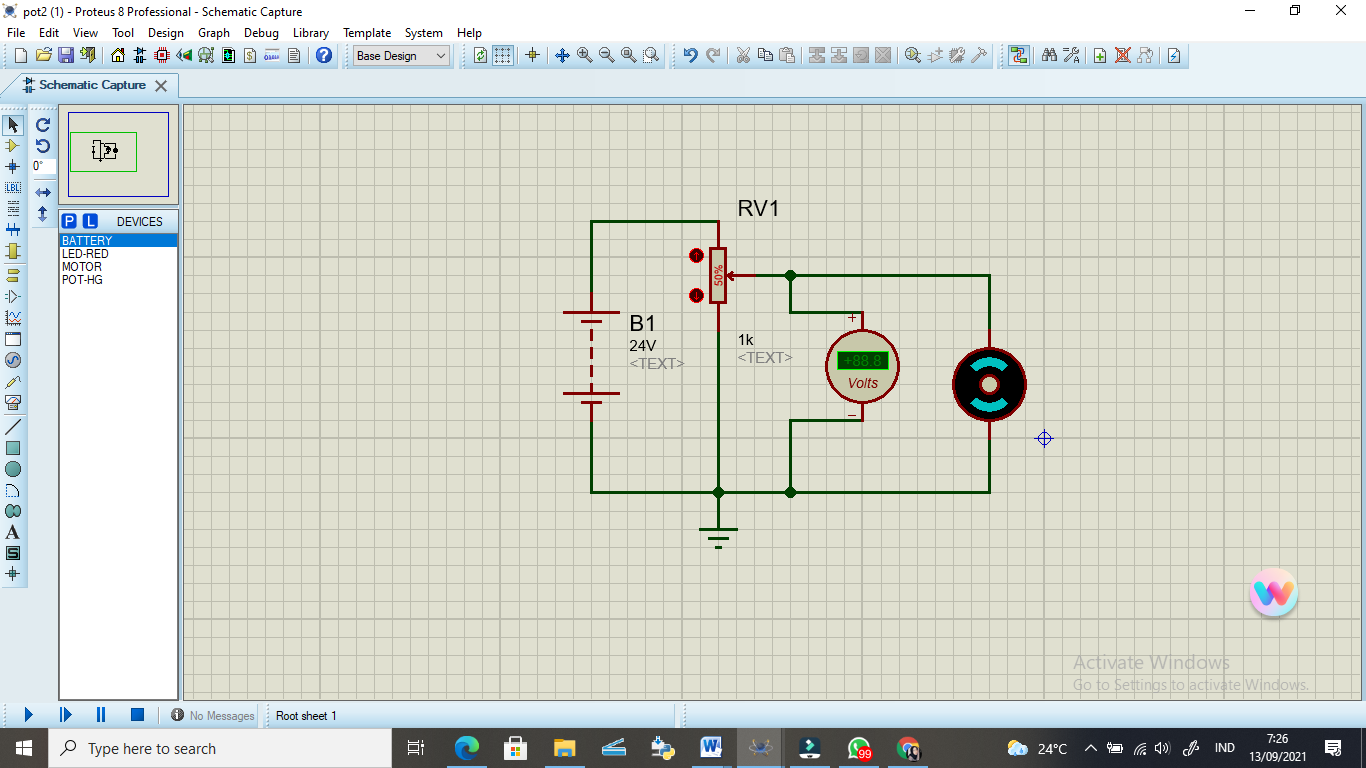 pot2 (1) - Proteus 8 Professional - Schematic Capture
File Edit View Tool Design Graph Debug Library Template System Help
Base Design
Schematic Capture
0°
LBL
P L DEVICES
BATTERY
LED-RED
MOTOR
POT-HG
A
S
RV1
50%
B1
24V
<TEXT>
1k
<TEXT>
+
+88.8
Volts
−
Activate Windows
Go to Settings to activate Windows.
No Messages
Root sheet 1
Type here to search
99
24°C
IND
7:26
13/09/2021